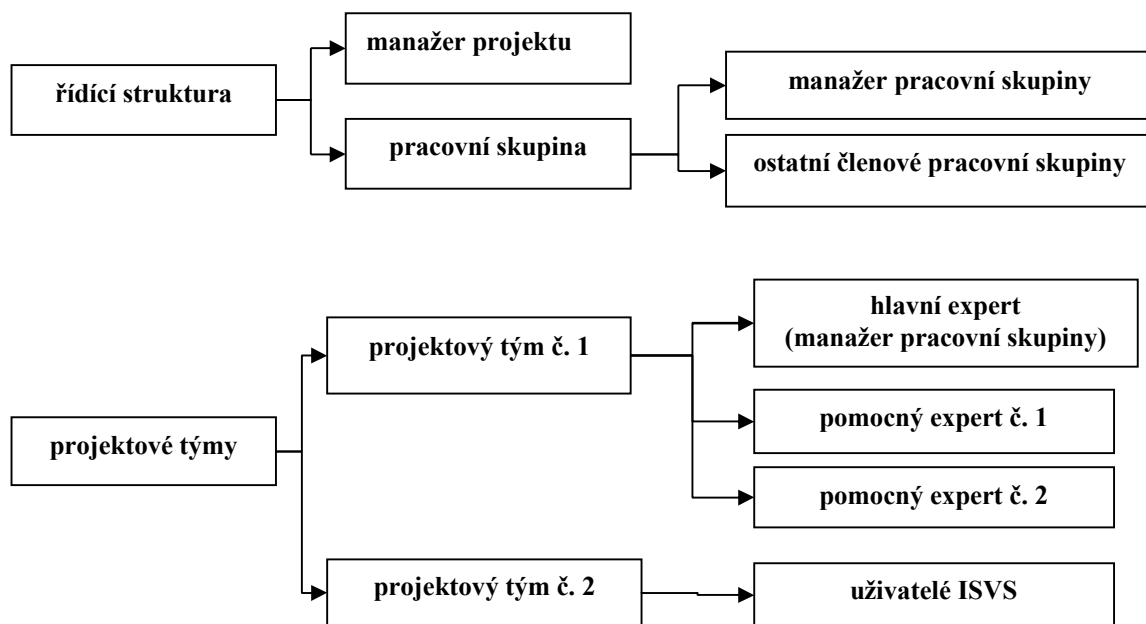 manažer projektu
řídící struktura
manažer pracovní skupiny
pracovní skupina
ostatní členové pracovní skupiny
hlavní expert
(manažer pracovní skupiny)
projektový tým č. 1
pomocný expert č. 1
projektové týmy
pomocný expert č. 2
projektový tým č. 2
uživatelé ISVS